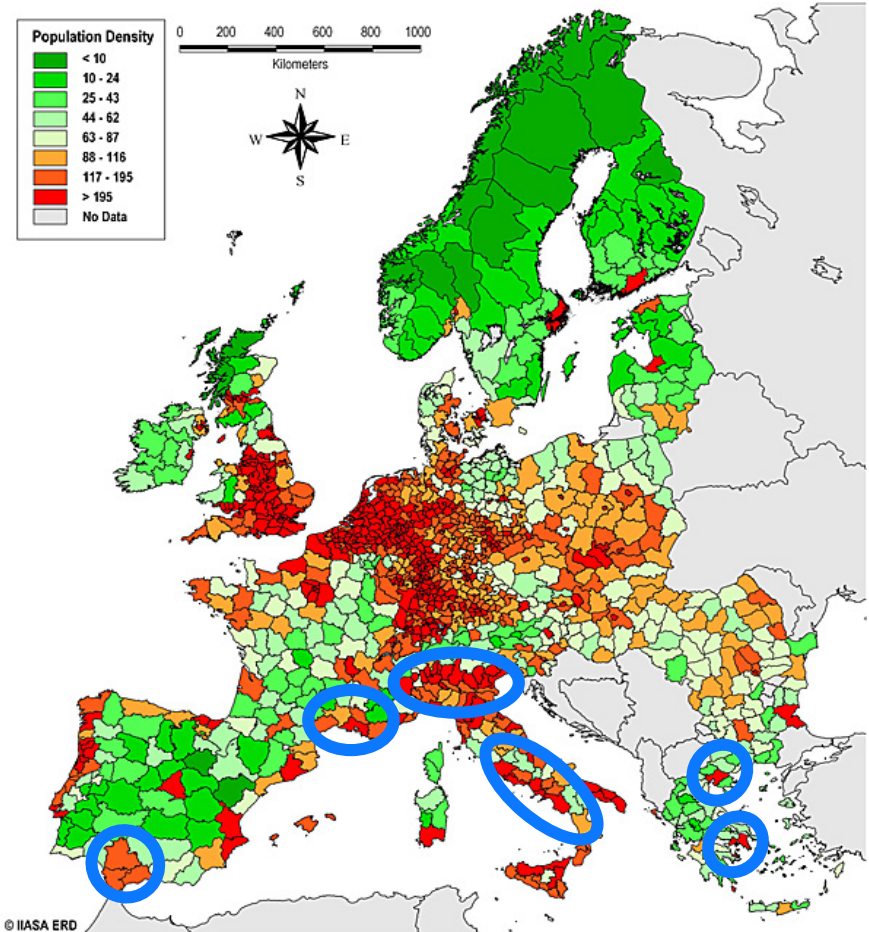 Population Density
< 10
10 - 24
25 - 43
44 - 62
63 - 87
88 - 116
117 - 195
> 195
No Data
0 200 400 600 800 1000
Kilometers
N
W E
S
© IIASA ERD